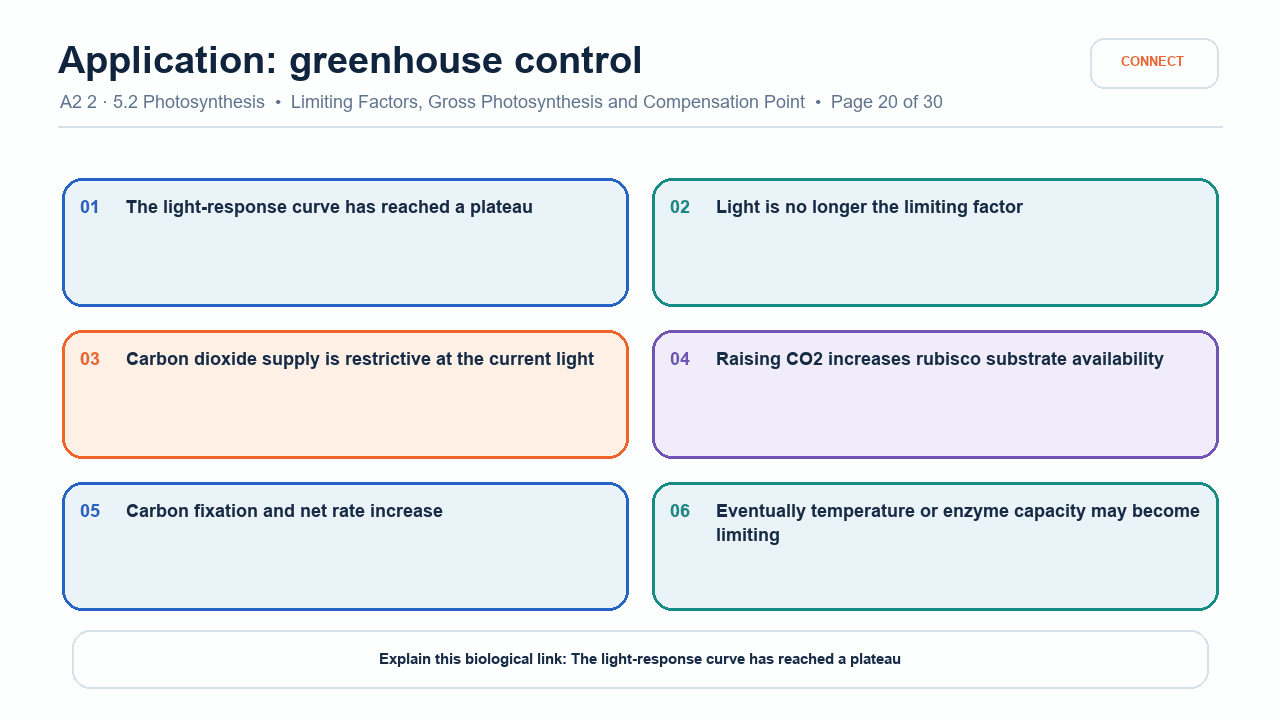 Application: greenhouse control
CONNECT
A2 2 · 5.2 Photosynthesis • Limiting Factors, Gross Photosynthesis and Compensation Point • Page 20 of 30
01 The light-response curve has reached a plateau
02 Light is no longer the limiting factor
03 Carbon dioxide supply is restrictive at the current light
04 Raising CO2 increases rubisco substrate availability
05 Carbon fixation and net rate increase
06 Eventually temperature or enzyme capacity may become
limiting
Explain this biological link: The light-response curve has reached a plateau